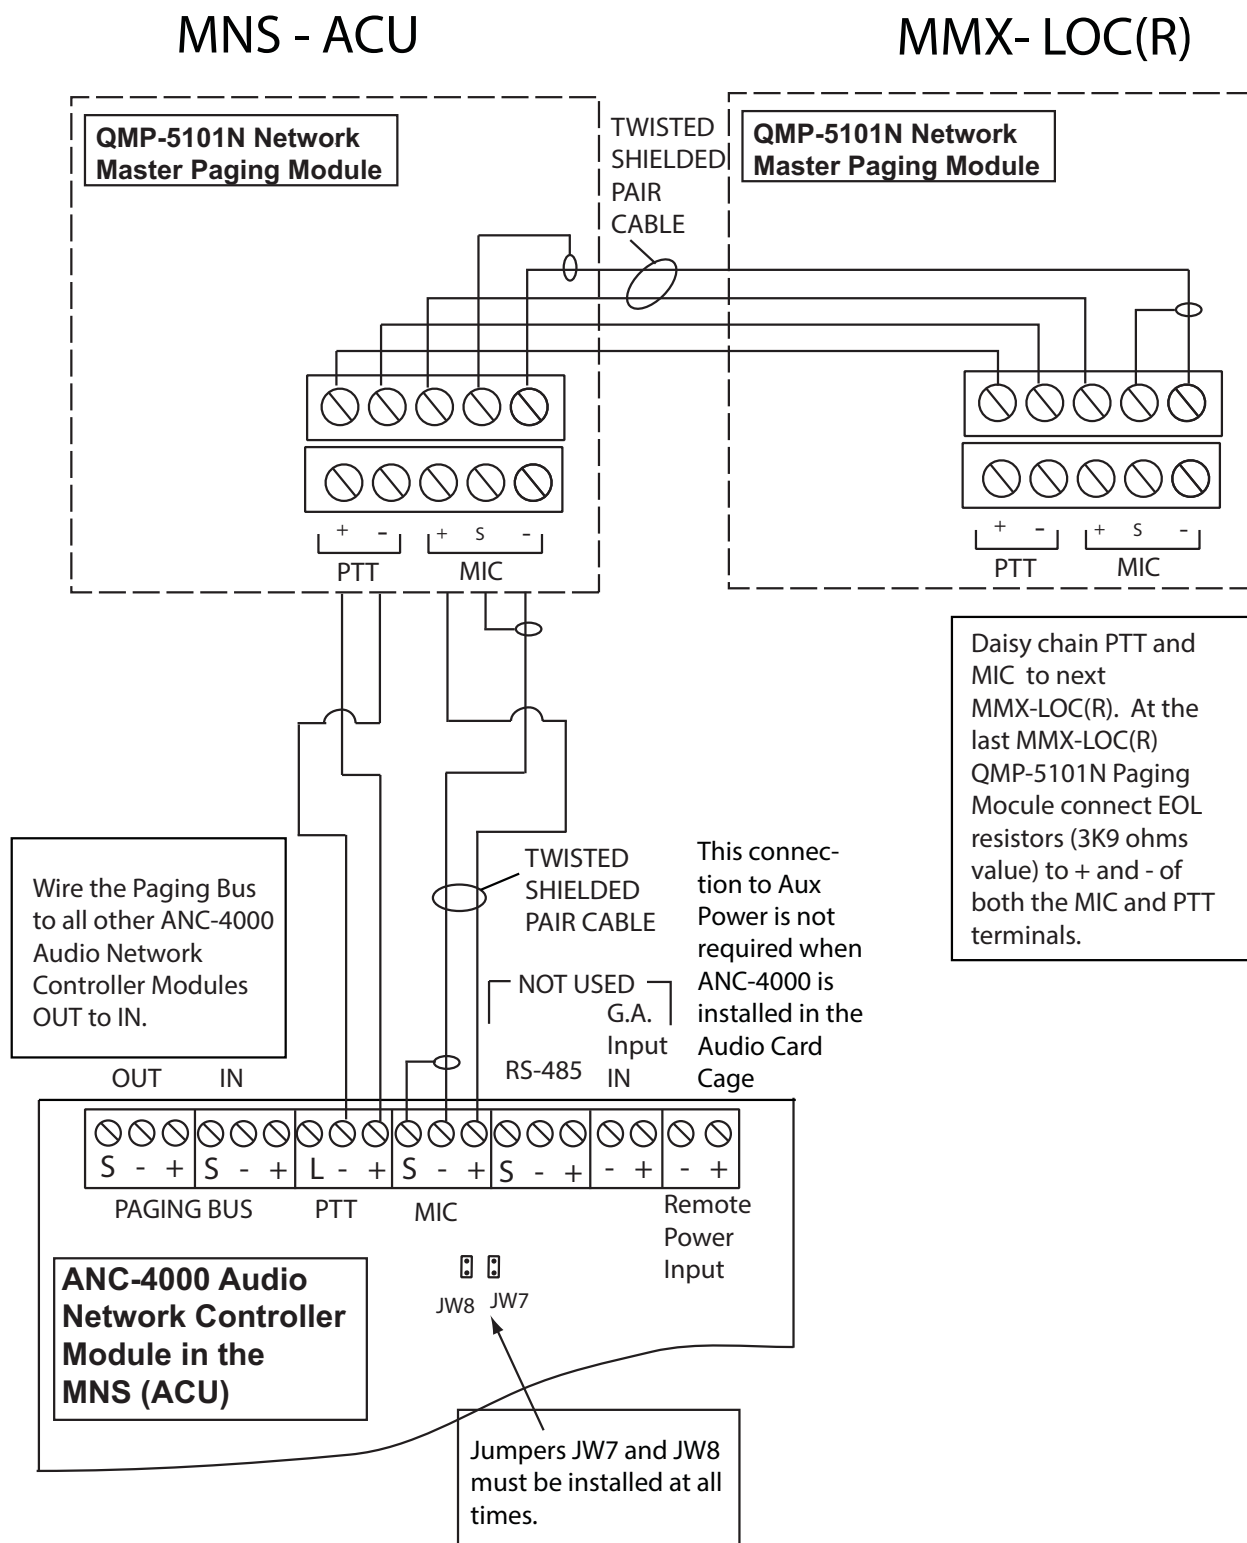 MNS - ACU
MMX- LOC(R)
QMP-5101N Network
Master Paging Module
TWISTED
SHIELDED
PAIR
CABLE
QMP-5101N Network
Master Paging Module
+ - + S -
PTT MIC
+ - + S -
PTT MIC
Daisy chain PTT and
MIC to next
MMX-LOC(R). At the
last MMX-LOC(R)
QMP-5101N Paging
Mocule connect EOL
resistors (3K9 ohms
value) to + and - of
both the MIC and PTT
terminals.
Wire the Paging Bus
to all other ANC-4000
Audio Network
Controller Modules
OUT to IN.
TWISTED
SHIELDED
PAIR CABLE
This connec-
tion to Aux
Power is not
required when
ANC-4000 is
installed in the
Audio Card
Cage
NOT USED
G.A.
Input
IN
RS-485
OUT IN
S - + S - + L - + S - + S - + - + - +
PAGING BUS PTT MIC
Remote
Power
Input
JW8 JW7
ANC-4000 Audio
Network Controller
Module in the
MNS (ACU)
Jumpers JW7 and JW8
must be installed at all
times.